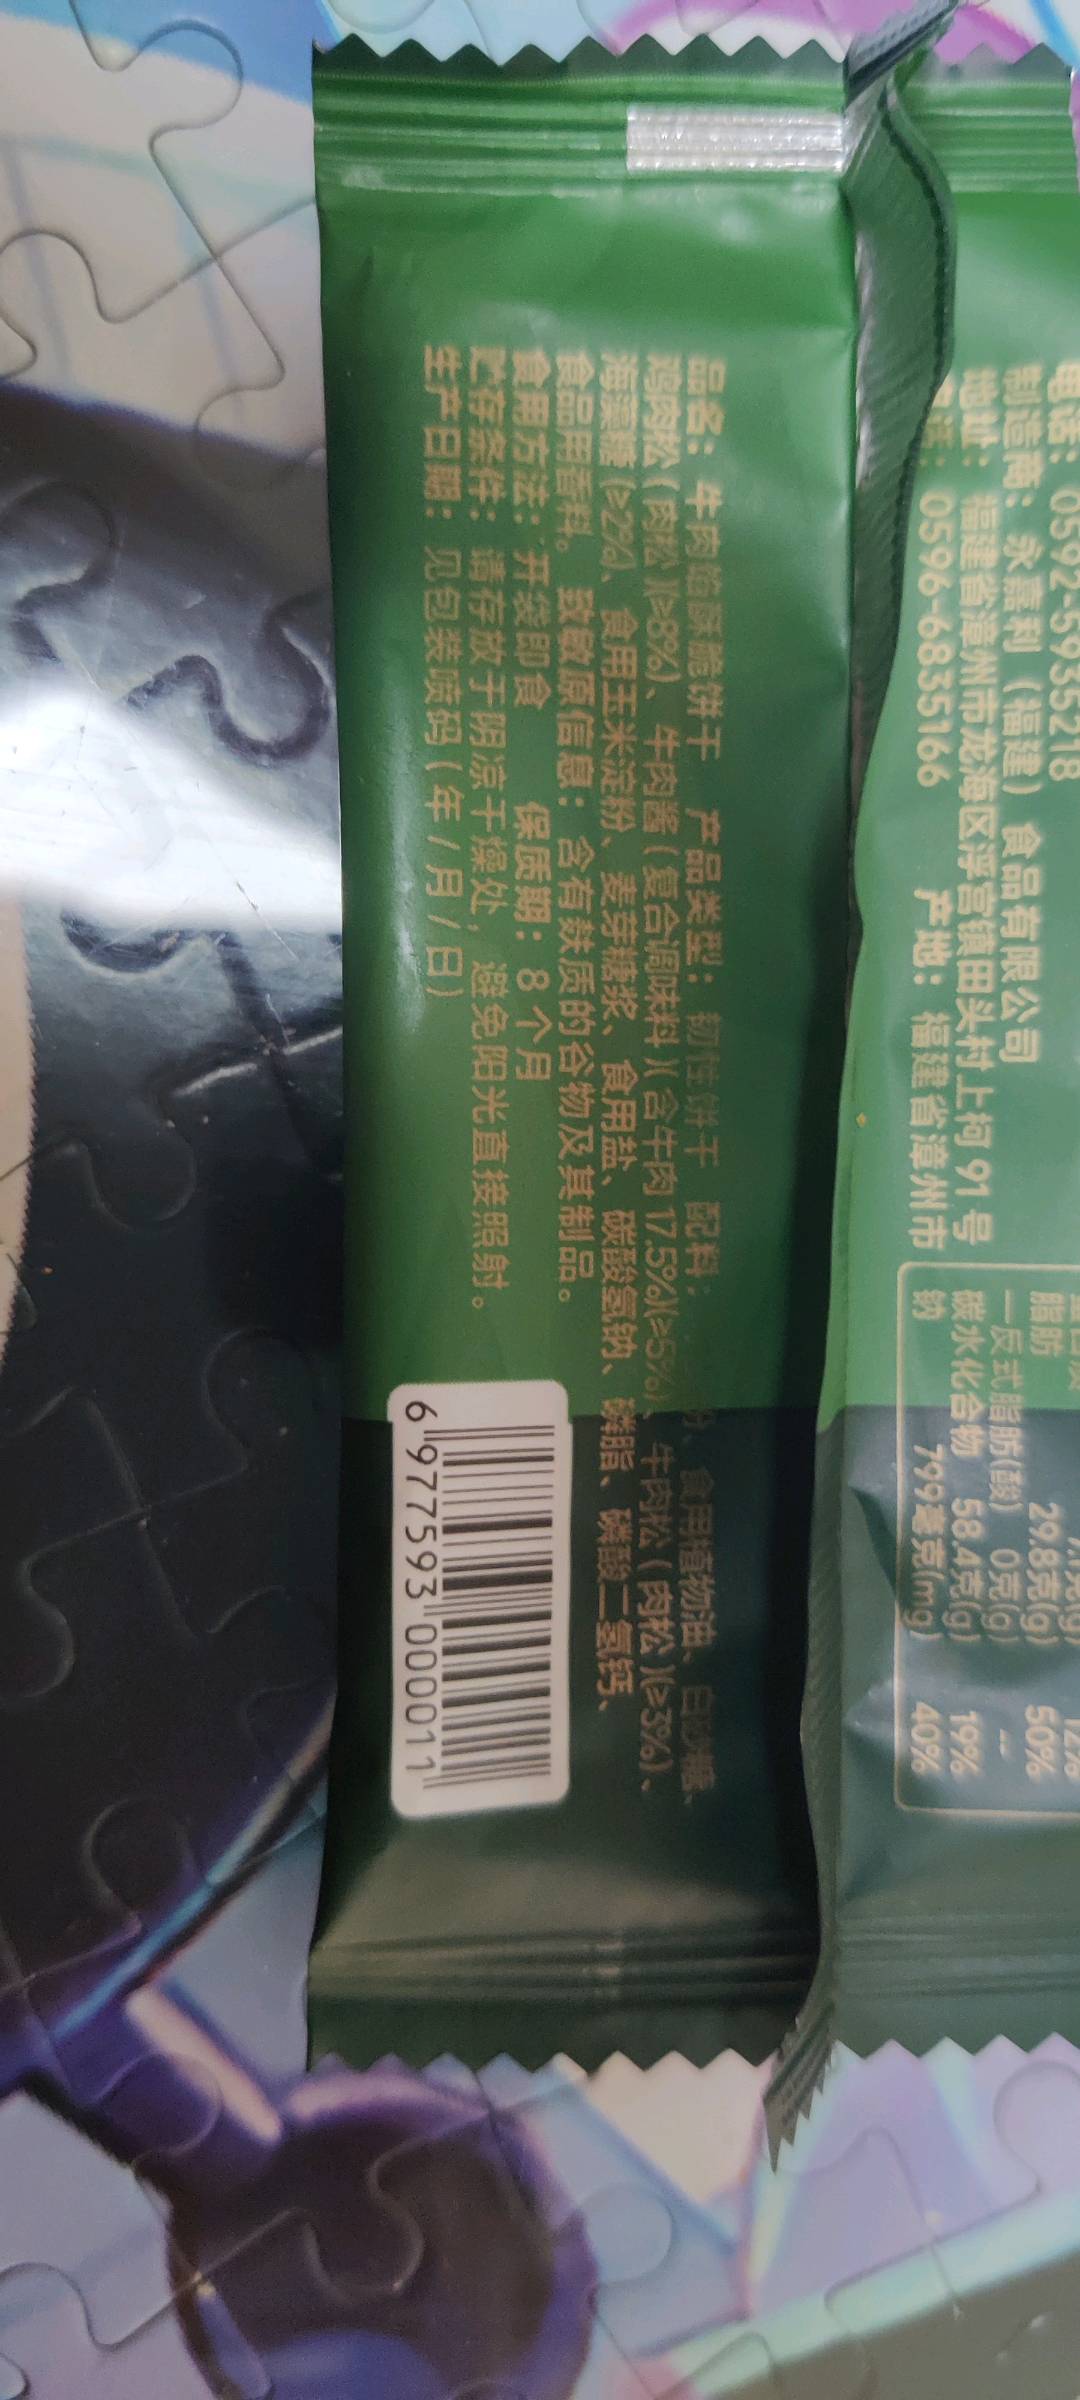 品名：牛肉馅酥脆饼干 产品类型：韧性饼干 配料： 、食用植物油、白砂糖、
鸡肉松(肉松)(≥8%)、牛肉酱(复合调味料)(含牛肉17.5%)(≥5%)、牛肉松(肉松)(≥3%)、
海藻糖(≥2%)、食用玉米淀粉、麦芽糖浆、食用盐、碳酸氢钠、磷脂、磷酸二氢钙、
食品用香料。 致敏原信息：含有麸质的谷物及其制品。
食用方法：开袋即食 保质期：8个月
贮存条件：请存放于阴凉干燥处，避免阳光直接照射。
生产日期：见包装喷码(年/月/日)
6 977593 000011
电话：0592-5935218
制造商：永嘉利（福建）食品有限公司
地址：福建省漳州市龙海区浮宫镇田头村上柯91号
电话：0596-6835166 产地：福建省漳州市
脂肪 29.8克(g) 50%
—反式脂肪(酸) 0克(g) --
碳水化合物 58.4克(g) 19%
钠 799毫克(mg) 40%